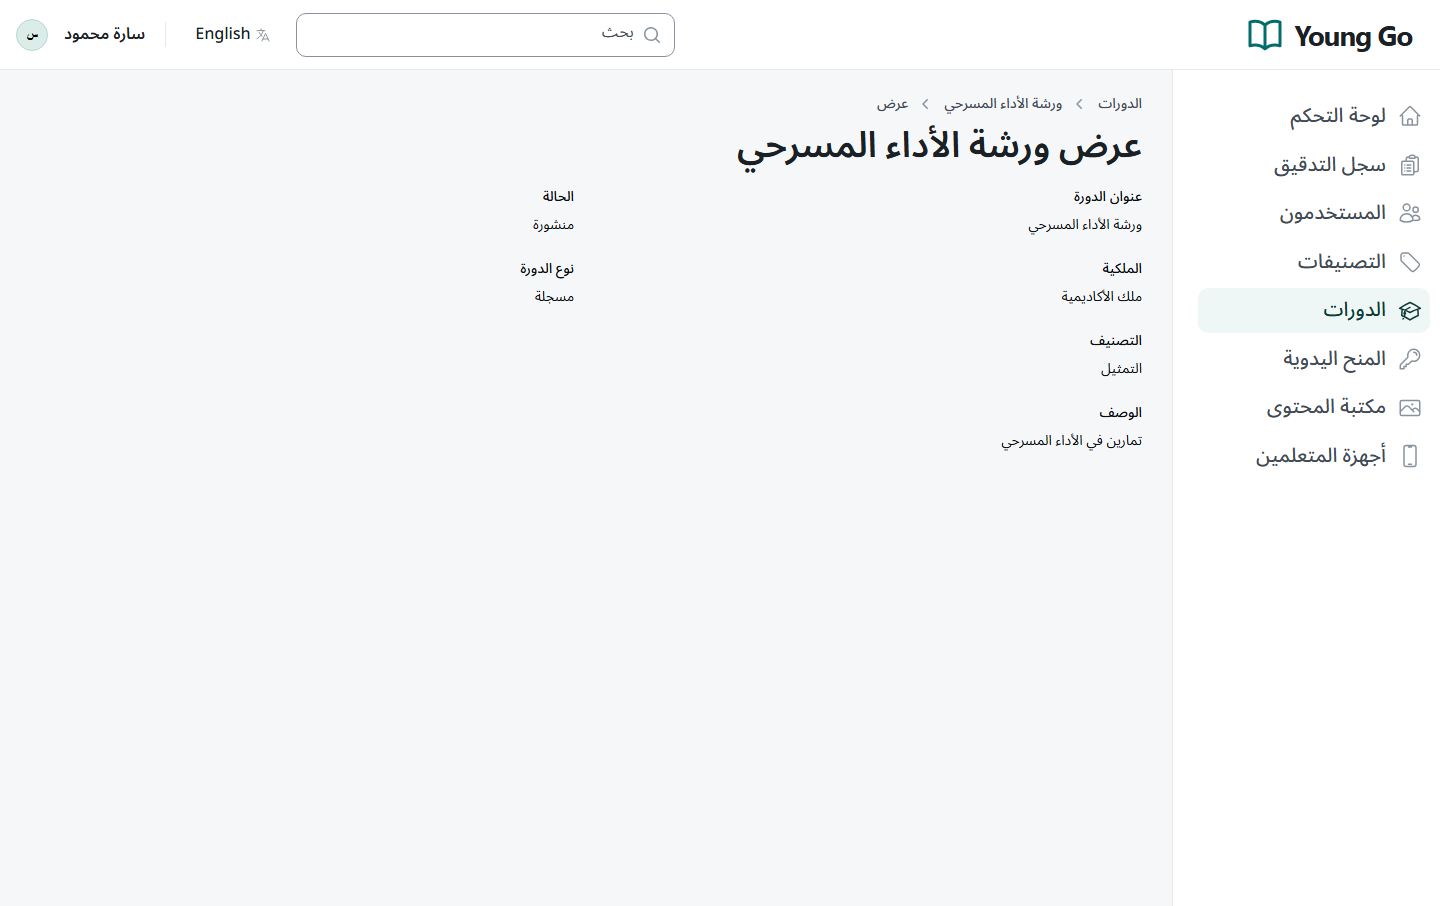 Young Go
بحث
English
سارة محمود
س
لوحة التحكم
سجل التدقيق
المستخدمون
التصنيفات
الدورات
المنح اليدوية
مكتبة المحتوى
أجهزة المتعلمين
الدورات
ورشة الأداء المسرحي
عرض
عرض ورشة الأداء المسرحي
عنوان الدورة
ورشة الأداء المسرحي
الحالة
منشورة
الملكية
ملك الأكاديمية
نوع الدورة
مسجلة
التصنيف
التمثيل
الوصف
تمارين في الأداء المسرحي